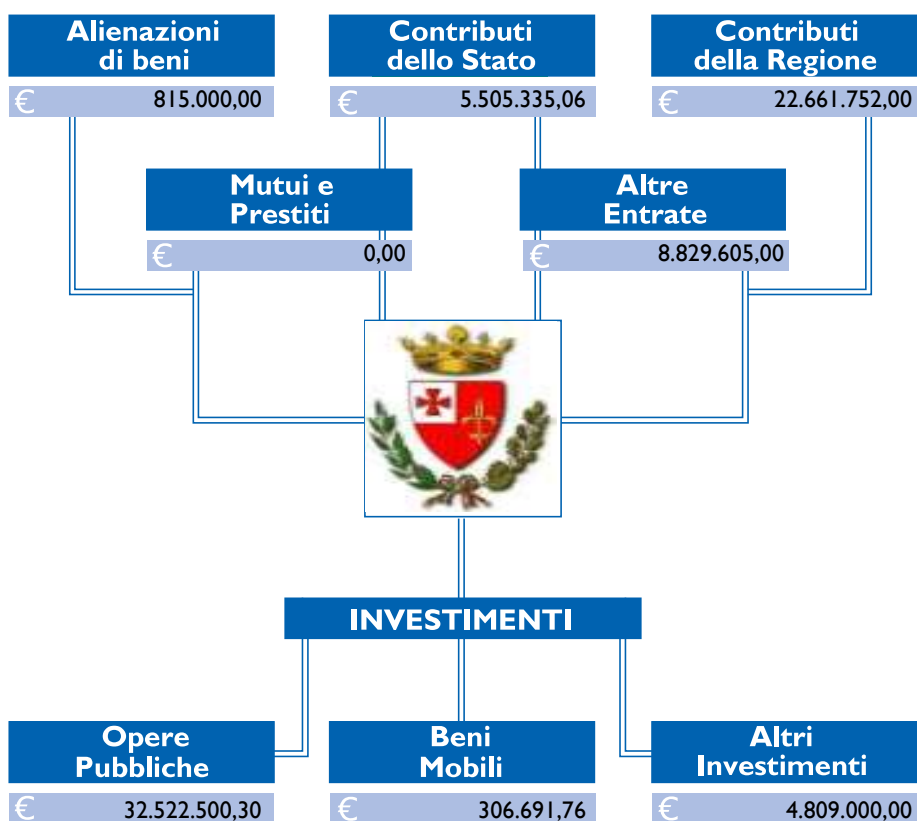 Alienazioni
di beni
€ 815.000,00
Contributi
dello Stato
€ 5.505.335,06
Contributi
della Regione
€ 22.661.752,00
Mutui e
Prestiti
€ 0,00
Altre
Entrate
€ 8.829.605,00
INVESTIMENTI
Opere
Pubbliche
€ 32.522.500,30
Beni
Mobili
€ 306.691,76
Altri
Investimenti
€ 4.809.000,00